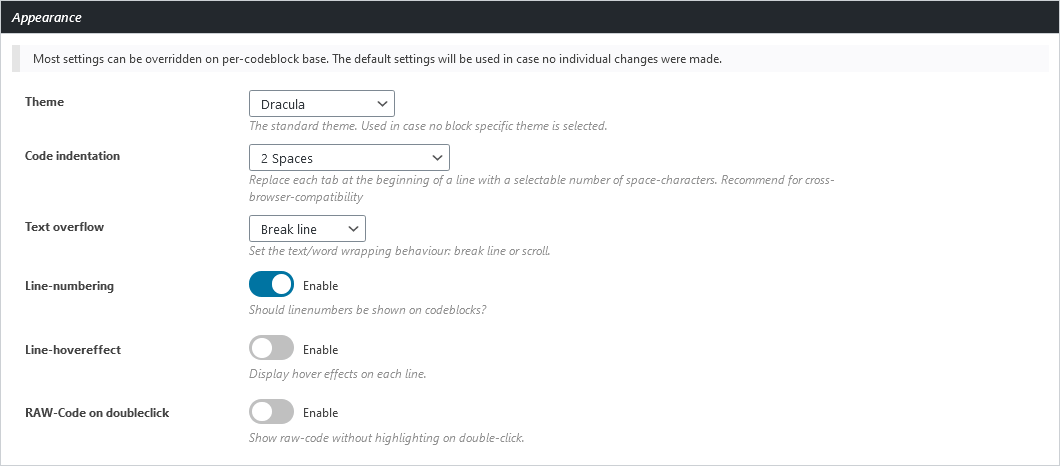 Appearance
Most settings can be overridden on per-codeblock base. The default settings will be used in case no individual changes were made.
Theme
Dracula
The standard theme. Used in case no block specific theme is selected.
Code indentation
2 Spaces
Replace each tab at the beginning of a line with a selectable number of space-characters. Recommend for cross-
browser-compatibility
Text overflow
Break line
Set the text/word wrapping behaviour: break line or scroll.
Line-numbering
Enable
Should linenumbers be shown on codeblocks?
Line-hovereffect
Enable
Display hover effects on each line.
RAW-Code on doubleclick
Enable
Show raw-code without highlighting on double-click.